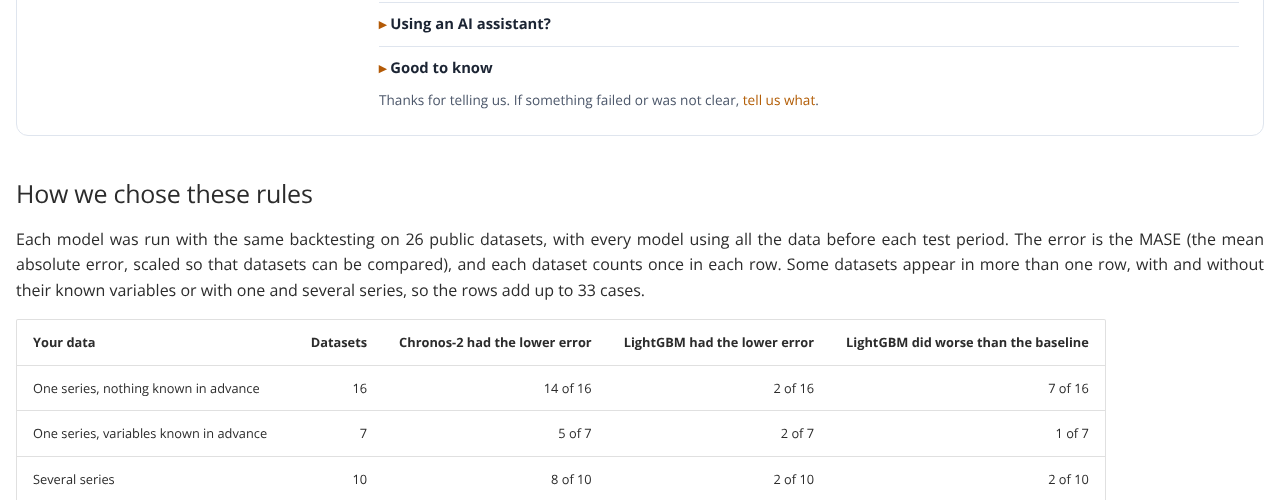 ▸ Using an AI assistant?
▸ Good to know
Thanks for telling us. If something failed or was not clear, tell us what.
How we chose these rules
Each model was run with the same backtesting on 26 public datasets, with every model using all the data before each test period. The error is the MASE (the mean
absolute error, scaled so that datasets can be compared), and each dataset counts once in each row. Some datasets appear in more than one row, with and without
their known variables or with one and several series, so the rows add up to 33 cases.
Your data Datasets Chronos-2 had the lower error LightGBM had the lower error LightGBM did worse than the baseline
One series, nothing known in advance 16 14 of 16 2 of 16 7 of 16
One series, variables known in advance 7 5 of 7 2 of 7 1 of 7
Several series 10 8 of 10 2 of 10 2 of 10